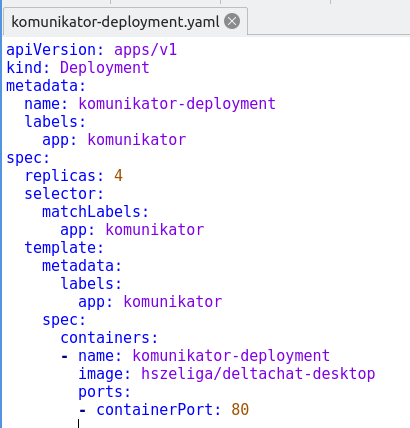 komunikator-deployment.yaml
apiVersion: apps/v1
kind: Deployment
metadata:
  name: komunikator-deployment
  labels:
    app: komunikator
spec:
  replicas: 4
  selector:
    matchLabels:
      app: komunikator
  template:
    metadata:
      labels:
        app: komunikator
    spec:
      containers:
      - name: komunikator-deployment
        image: hszeliga/deltachat-desktop
        ports:
        - containerPort: 80